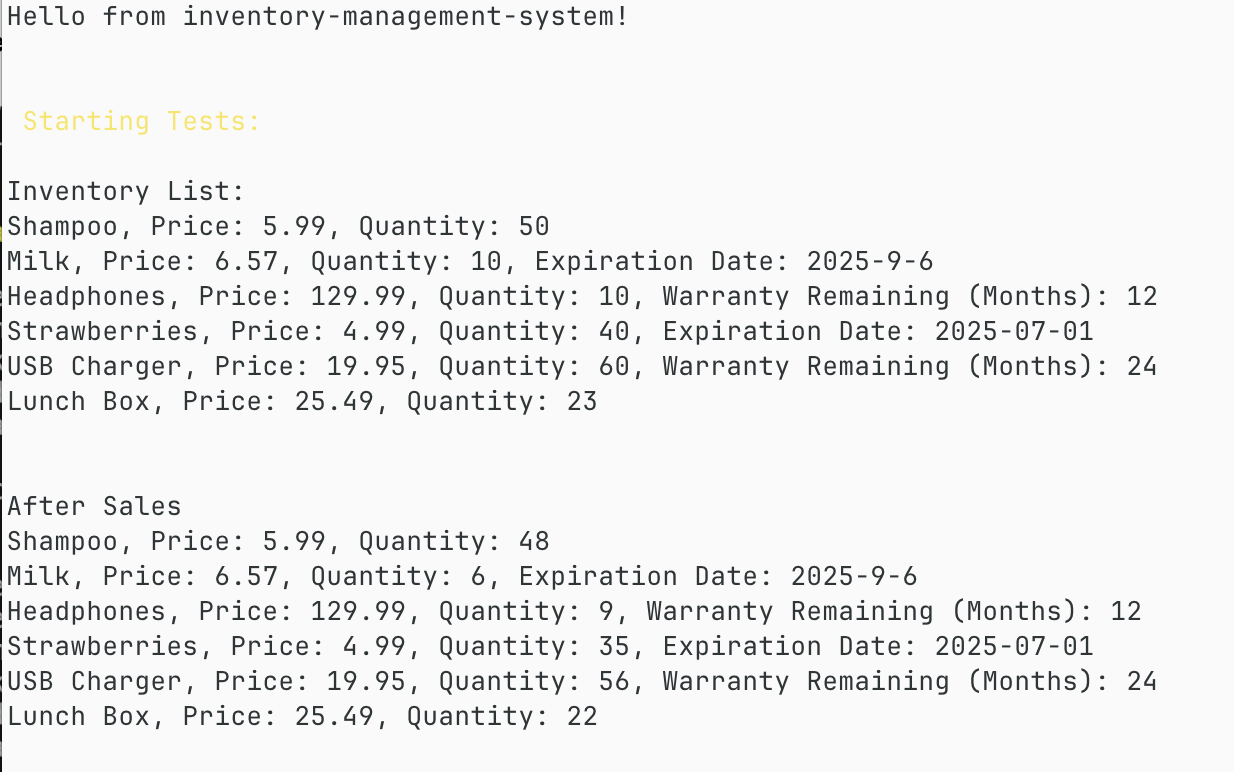 Hello from inventory-management-system!
Starting Tests:
Inventory List:
Shampoo, Price: 5.99, Quantity: 50
Milk, Price: 6.57, Quantity: 10, Expiration Date: 2025-9-6
Headphones, Price: 129.99, Quantity: 10, Warranty Remaining (Months): 12
Strawberries, Price: 4.99, Quantity: 40, Expiration Date: 2025-07-01
USB Charger, Price: 19.95, Quantity: 60, Warranty Remaining (Months): 24
Lunch Box, Price: 25.49, Quantity: 23
After Sales
Shampoo, Price: 5.99, Quantity: 48
Milk, Price: 6.57, Quantity: 6, Expiration Date: 2025-9-6
Headphones, Price: 129.99, Quantity: 9, Warranty Remaining (Months): 12
Strawberries, Price: 4.99, Quantity: 35, Expiration Date: 2025-07-01
USB Charger, Price: 19.95, Quantity: 56, Warranty Remaining (Months): 24
Lunch Box, Price: 25.49, Quantity: 22